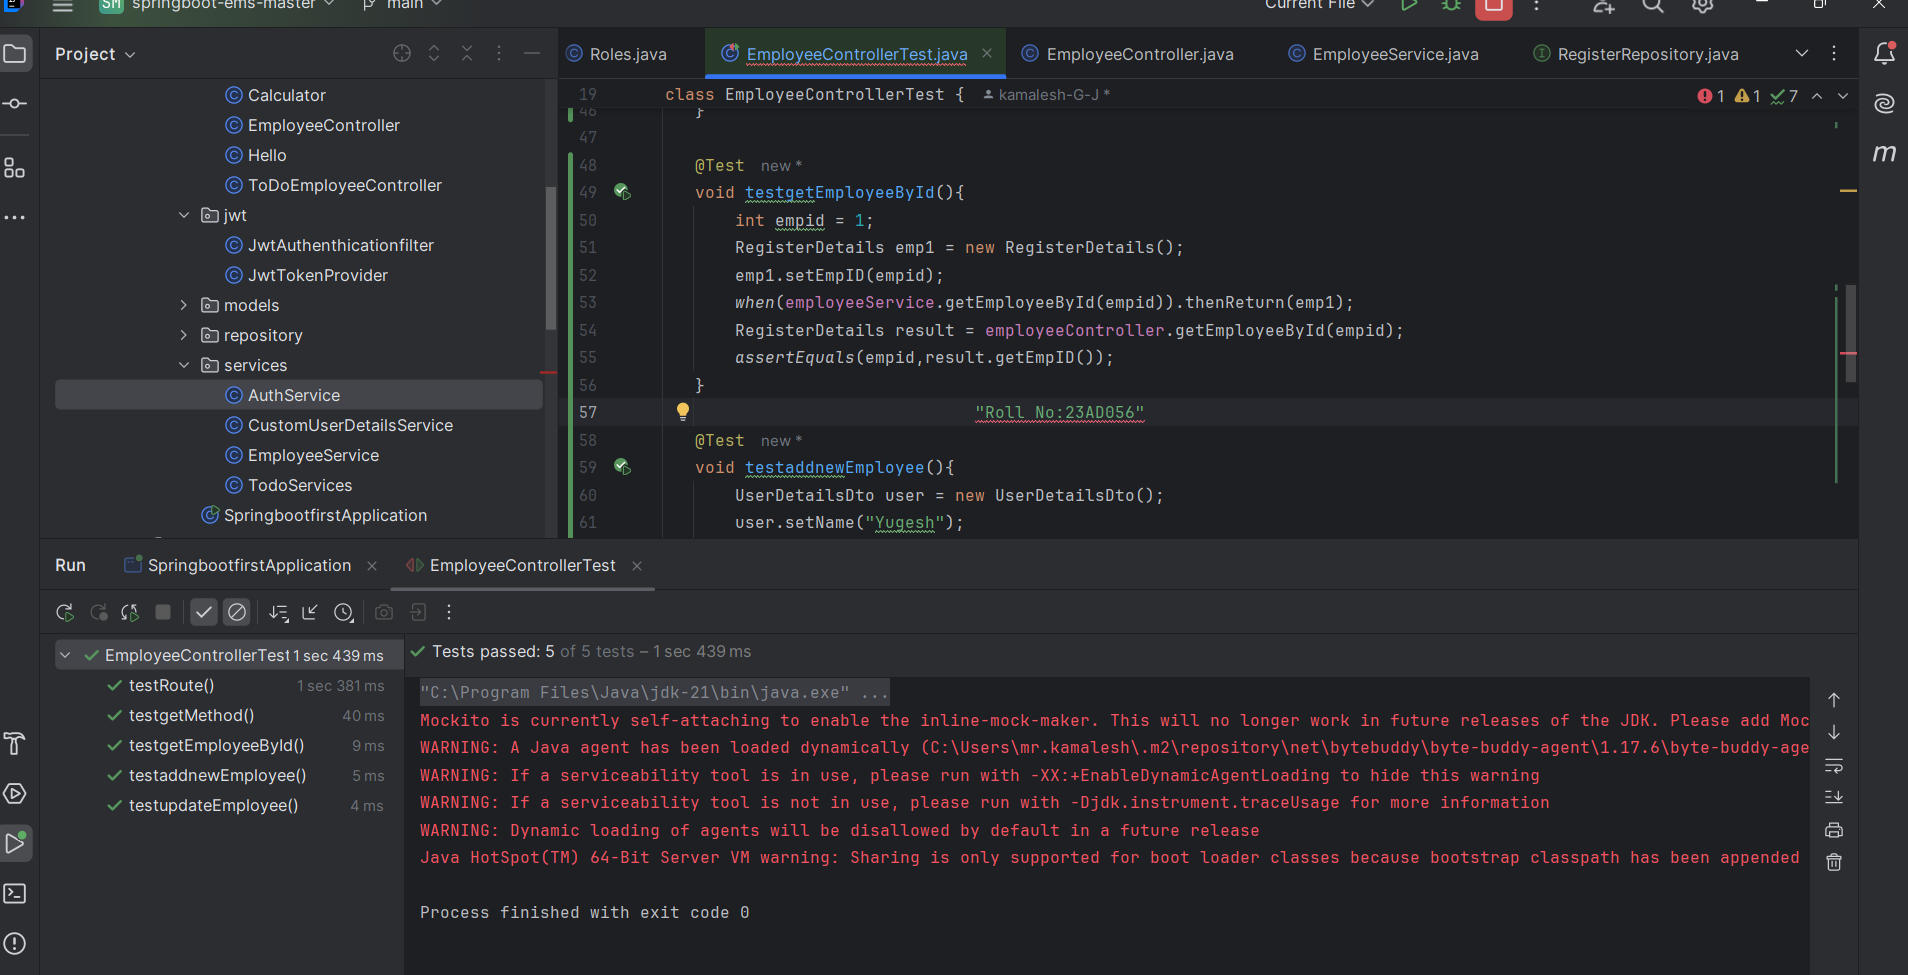 SM springboot-ems-master main Current File
Project
Roles.java EmployeeControllerTest.java EmployeeController.java EmployeeService.java RegisterRepository.java
Calculator
EmployeeController
Hello
ToDoEmployeeController
jwt
JwtAuthenthicationfilter
JwtTokenProvider
models
repository
services
AuthService
CustomUserDetailsService
EmployeeService
TodoServices
SpringbootfirstApplication
19 class EmployeeControllerTest { kamalesh-G-J * 1 1 7
46 }
47
48 @Test new *
49 void testgetEmployeeById(){
50 int empid = 1;
51 RegisterDetails emp1 = new RegisterDetails();
52 emp1.setEmpID(empid);
53 when(employeeService.getEmployeeById(empid)).thenReturn(emp1);
54 RegisterDetails result = employeeController.getEmployeeById(empid);
55 assertEquals(empid,result.getEmpID());
56 }
57 "Roll No:23AD056"
58 @Test new *
59 void testaddnewEmployee(){
60 UserDetailsDto user = new UserDetailsDto();
61 user.setName("Yugesh");
Run SpringbootfirstApplication EmployeeControllerTest
EmployeeControllerTest 1 sec 439 ms
testRoute() 1 sec 381 ms
testgetMethod() 40 ms
testgetEmployeeById() 9 ms
testaddnewEmployee() 5 ms
testupdateEmployee() 4 ms
Tests passed: 5 of 5 tests – 1 sec 439 ms
"C:\Program Files\Java\jdk-21\bin\java.exe" ...
Mockito is currently self-attaching to enable the inline-mock-maker. This will no longer work in future releases of the JDK. Please add Moc
WARNING: A Java agent has been loaded dynamically (C:\Users\mr.kamalesh\.m2\repository\net\bytebuddy\byte-buddy-agent\1.17.6\byte-buddy-age
WARNING: If a serviceability tool is in use, please run with -XX:+EnableDynamicAgentLoading to hide this warning
WARNING: If a serviceability tool is not in use, please run with -Djdk.instrument.traceUsage for more information
WARNING: Dynamic loading of agents will be disallowed by default in a future release
Java HotSpot(TM) 64-Bit Server VM warning: Sharing is only supported for boot loader classes because bootstrap classpath has been appended
Process finished with exit code 0
m